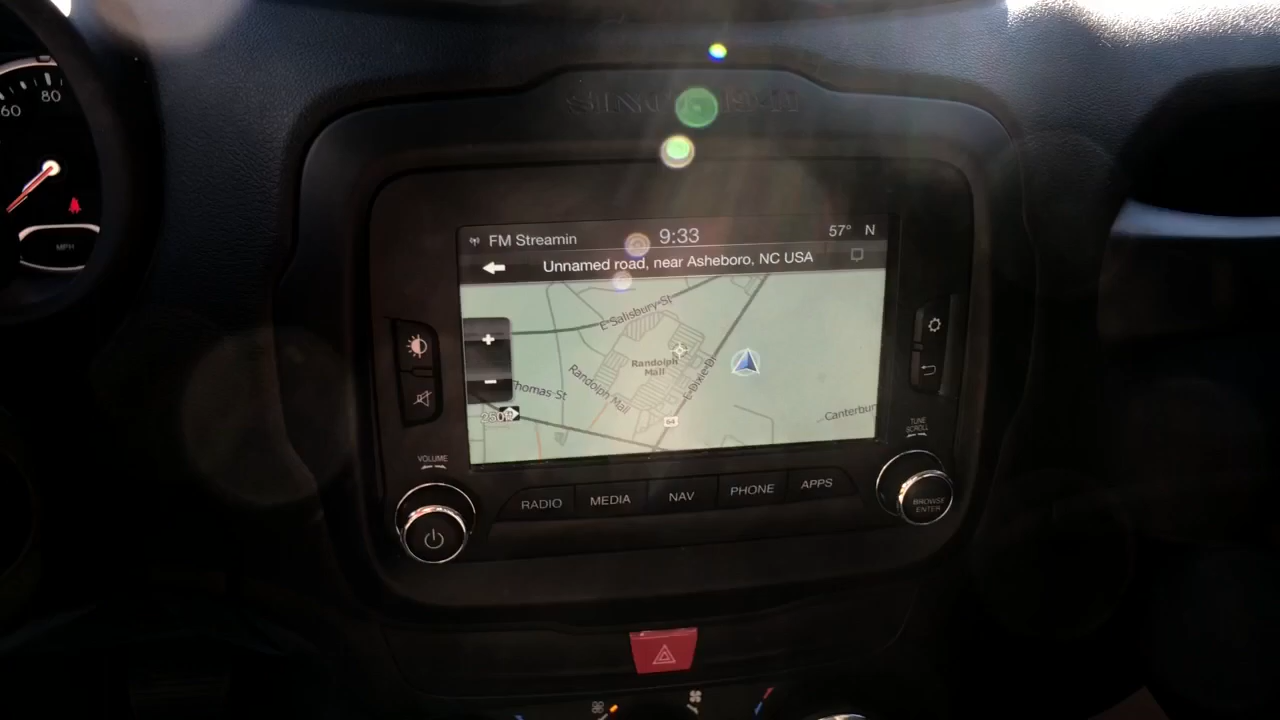 60
80
MPH
FM Streamin
9:33
57° N
Unnamed road, near Asheboro, NC USA
+
E Salisbury St
Randolph
Mall
E Dixie Dr
Randolph Mall
Thomas St
-
Canterbur
64
VOLUME
TUNE
SCROLL
RADIO
MEDIA
NAV
PHONE
APPS
BROWSE
ENTER